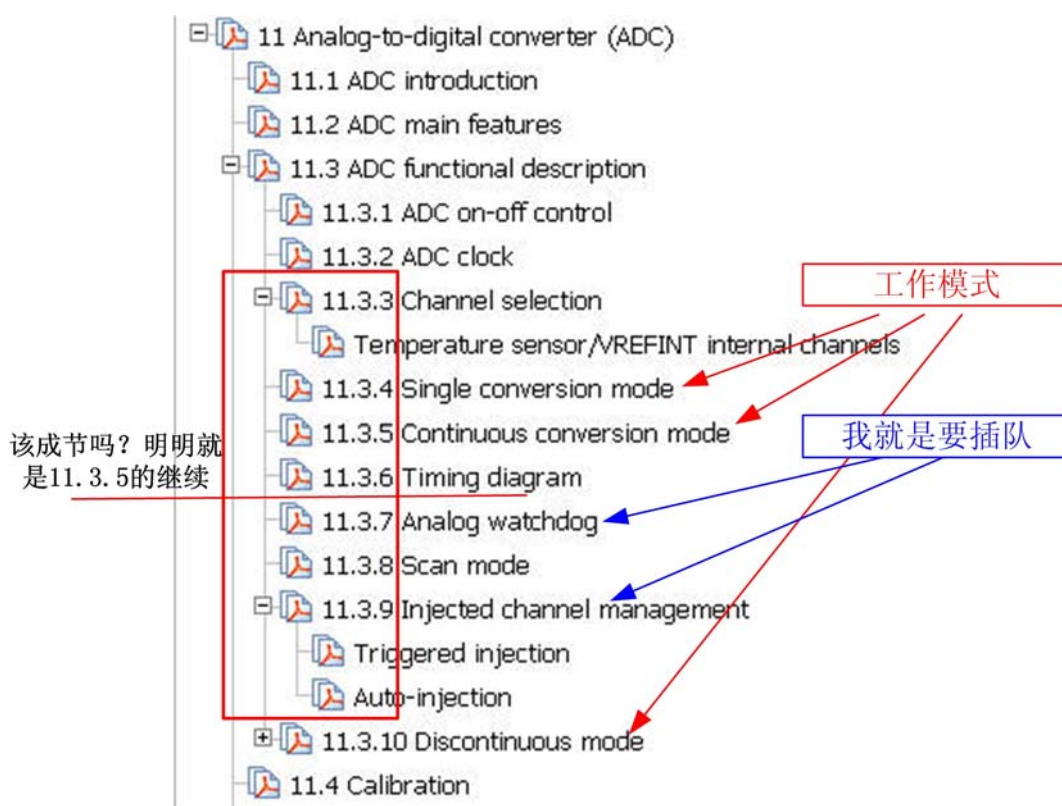 11 Analog-to-digital converter (ADC)
11.1 ADC introduction
11.2 ADC main features
11.3 ADC functional description
11.3.1 ADC on-off control
11.3.2 ADC clock
11.3.3 Channel selection
Temperature sensor/VREFINT internal channels
11.3.4 Single conversion mode
11.3.5 Continuous conversion mode
11.3.6 Timing diagram
11.3.7 Analog watchdog
11.3.8 Scan mode
11.3.9 Injected channel management
Triggered injection
Auto-injection
11.3.10 Discontinuous mode
11.4 Calibration
该成节吗？明明就
是11.3.5的继续
工作模式
我就是要插队